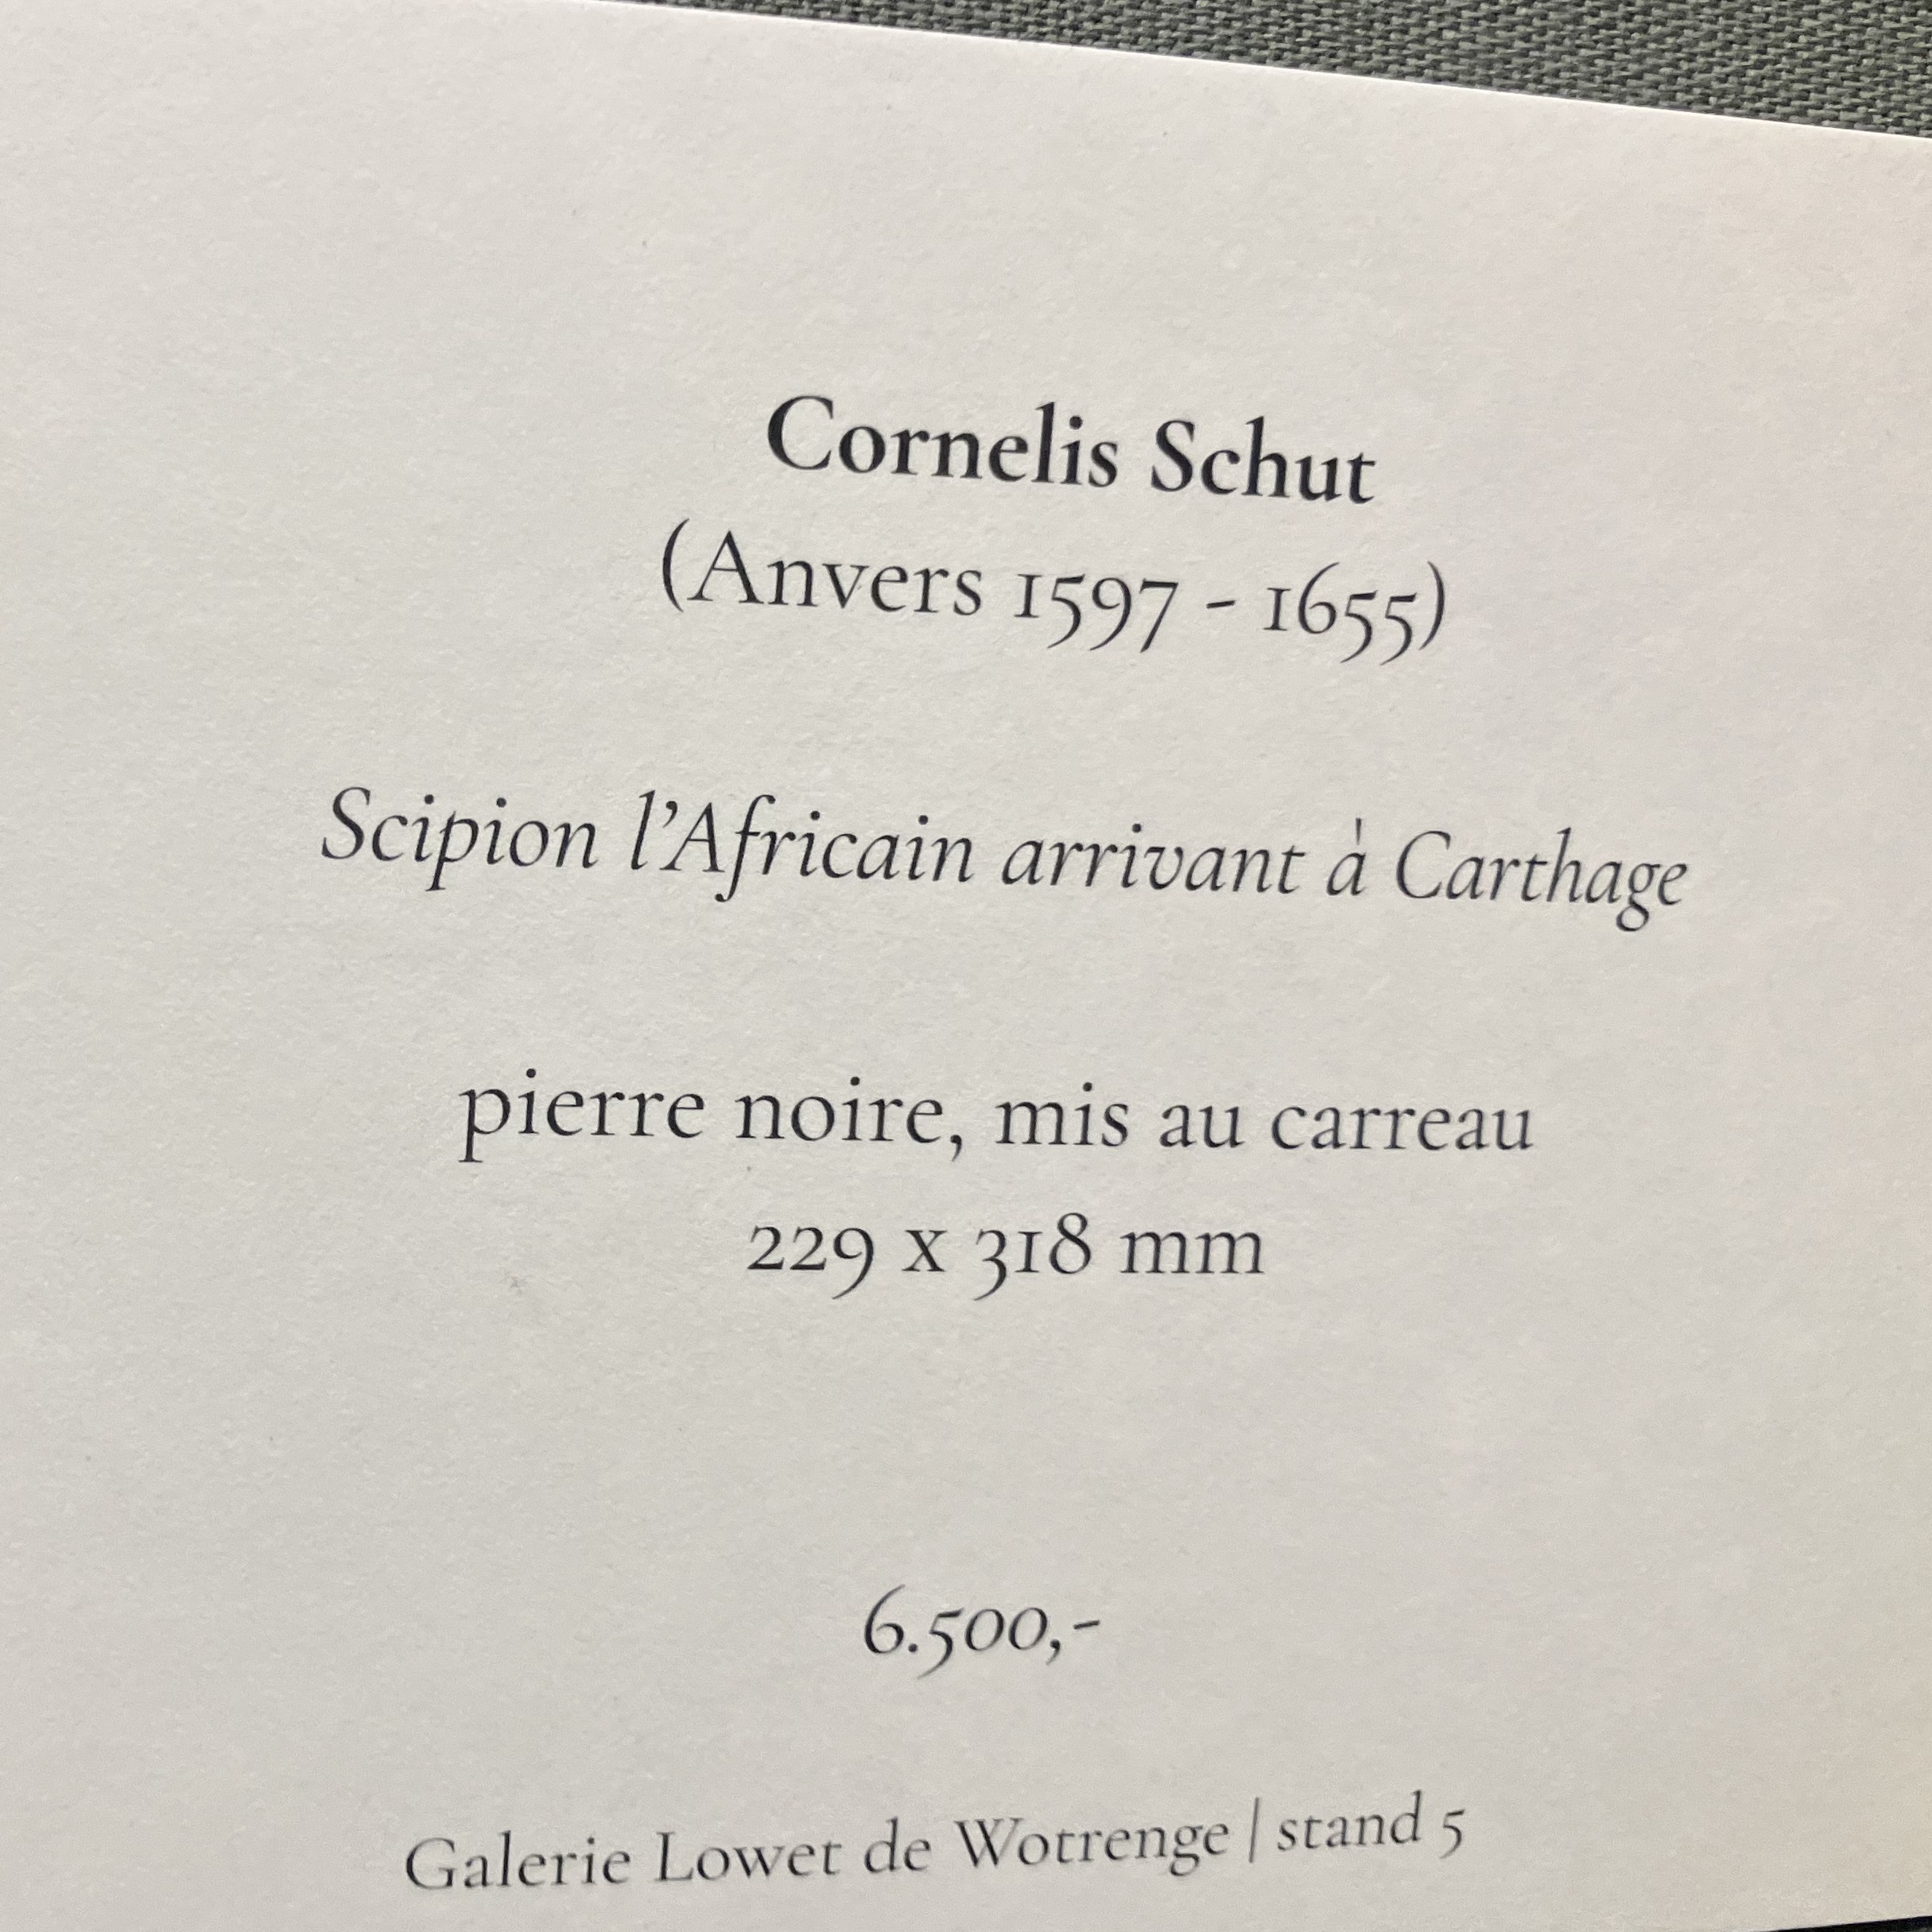 Cornelis Schut
(Anvers 1597 - 1655)
Scipion l’Africain arrivant à Carthage
pierre noire, mis au carreau
229 x 318 mm
6.500,-
Galerie Lowet de Wotrenge | stand 5